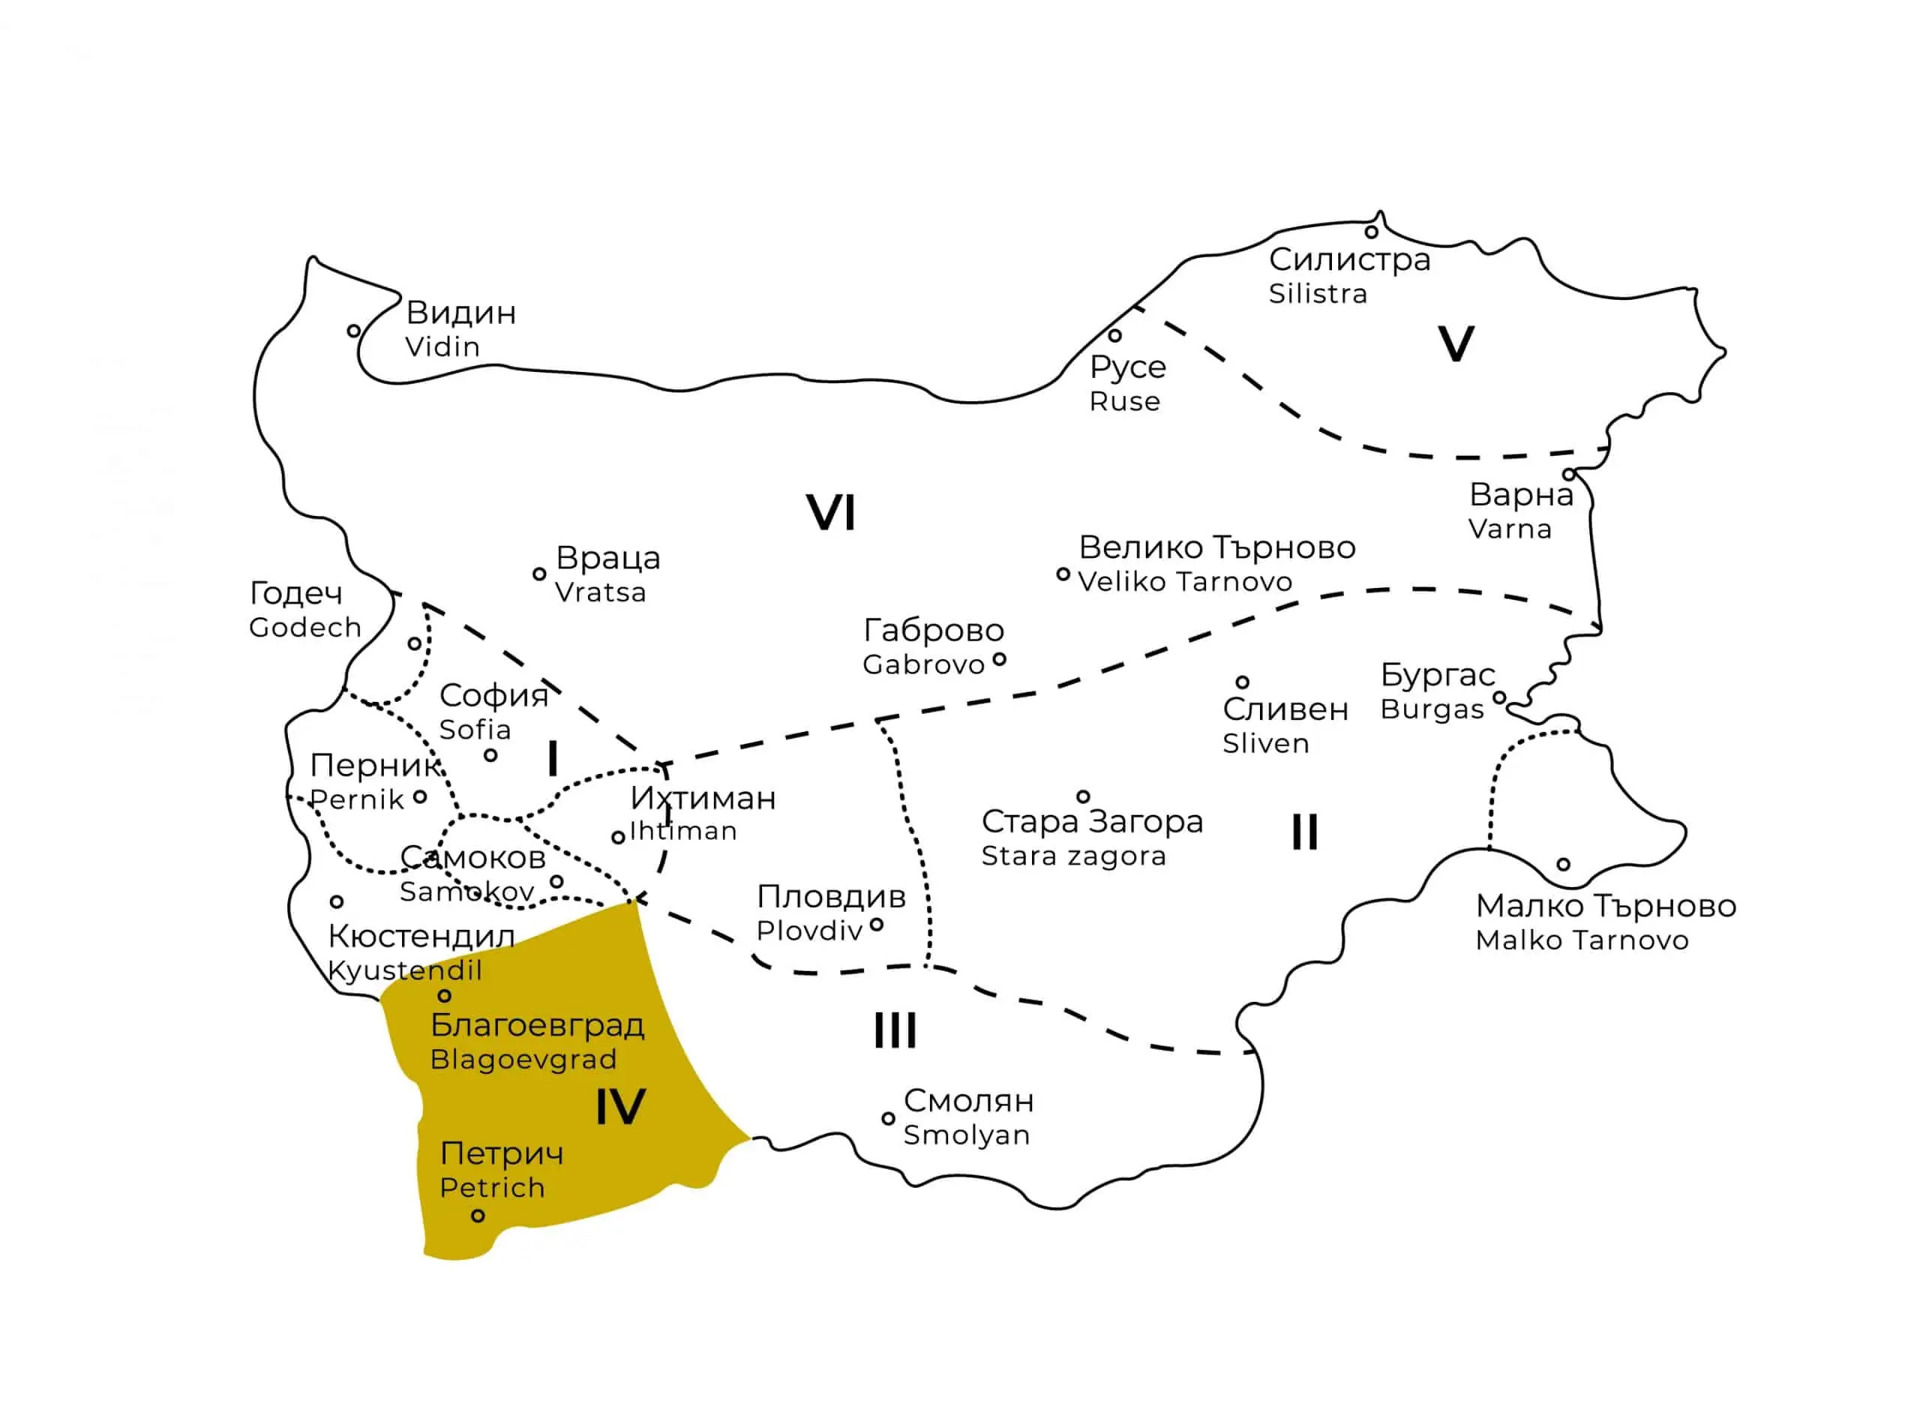 Силистра
Silistra
Видин
Vidin
V
Русе
Ruse
VI
Варна
Varna
Враца
Vratsa
Велико Търново
Veliko Tarnovo
Годеч
Godech
Габрово
Gabrovo
София
Sofia
Сливен
Sliven
Бургас
Burgas
I
Перник
Pernik
Ихтиман
Ihtiman
Стара Загора
Stara zagora
II
Самоков
Samokov
Пловдив
Plovdiv
Малко Търново
Malko Tarnovo
Кюстендил
Kyustendil
Благоевград
Blagoevgrad
III
IV
Смолян
Smolyan
Петрич
Petrich